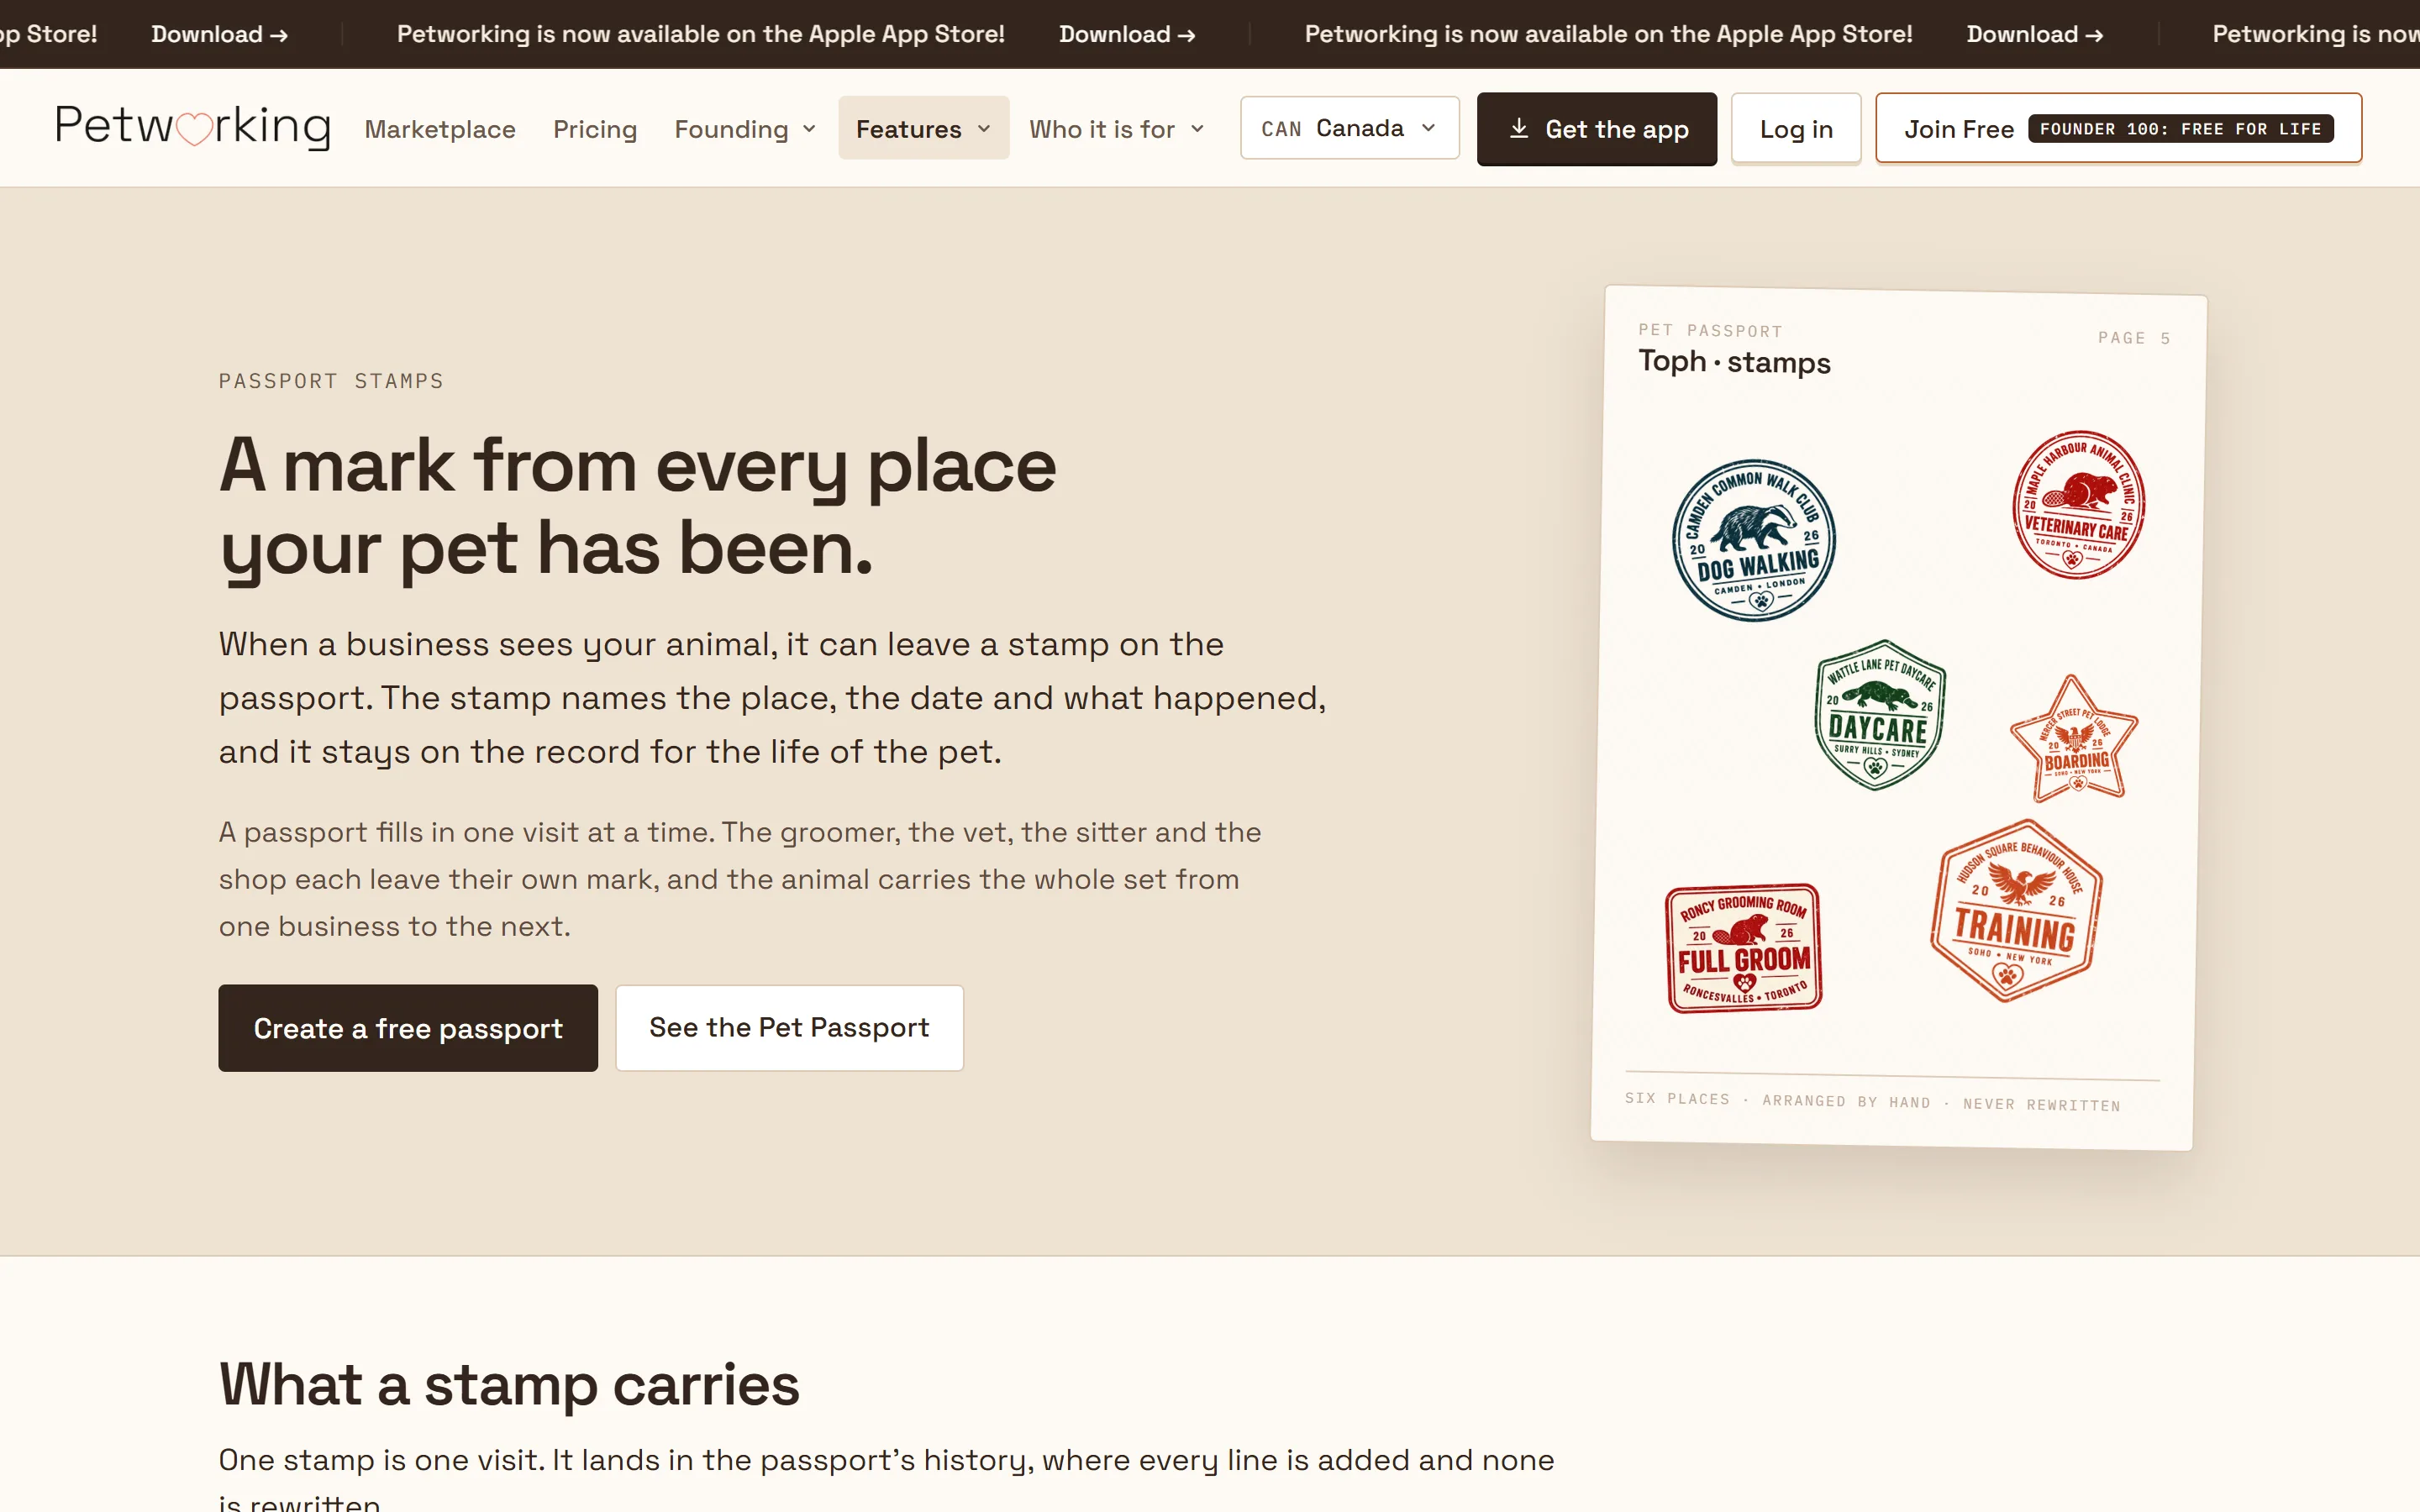 pp Store! Download → Petworking is now available on the Apple App Store! Download → Petworking is now available on the Apple App Store! Download → Petworking is now
Petworking Marketplace Pricing Founding Features Who it is for CAN Canada Get the app Log in Join Free FOUNDER 100: FREE FOR LIFE
PASSPORT STAMPS
A mark from every place
your pet has been.
When a business sees your animal, it can leave a stamp on the
passport. The stamp names the place, the date and what happened,
and it stays on the record for the life of the pet.
A passport fills in one visit at a time. The groomer, the vet, the sitter and the
shop each leave their own mark, and the animal carries the whole set from
one business to the next.
Create a free passport See the Pet Passport
PET PASSPORT PAGE 5
Toph · stamps
CAMDEN COMMON WALK CLUB
20 26
DOG WALKING
CAMDEN • LONDON
MAPLE HARBOUR ANIMAL CLINIC
20 26
VETERINARY CARE
TORONTO • CANADA
WATTLE LANE PET DAYCARE
20 26
DAYCARE
SURRY HILLS • SYDNEY
MERCER STREET PET LODGE
20 26
BOARDING
SOHO • NEW YORK
RONCY GROOMING ROOM
20 26
FULL GROOM
RONCESVALLES • TORONTO
HUDSON SQUARE BEHAVIOUR HOUSE
20 26
TRAINING
SOHO • NEW YORK
SIX PLACES · ARRANGED BY HAND · NEVER REWRITTEN
What a stamp carries
One stamp is one visit. It lands in the passport's history, where every line is added and none
is rewritten